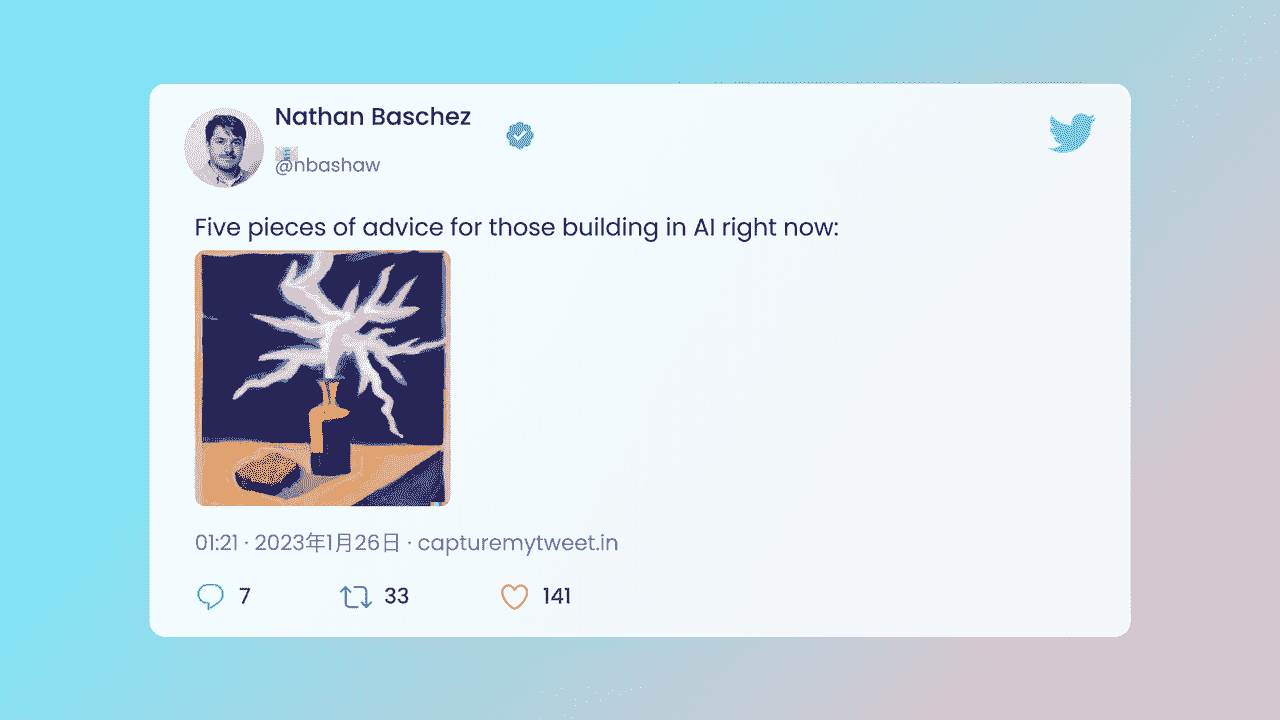 Nathan Baschez
@nbashaw
Five pieces of advice for those building in AI right now:
01:21 · 2023年1月26日 · capturemytweet.in
7 33 141